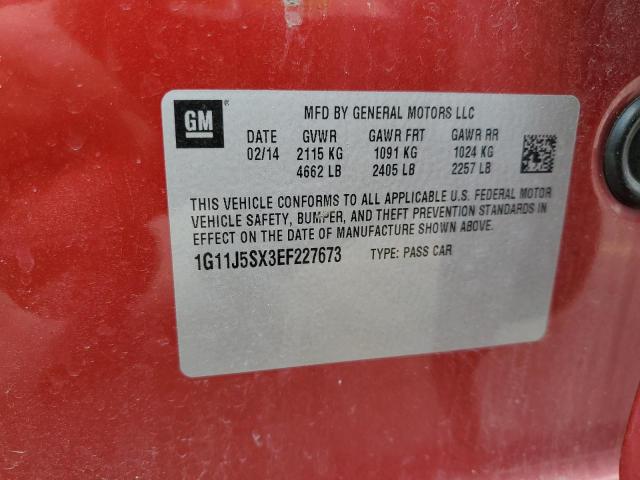 GM
MFD BY GENERAL MOTORS LLC
DATE GVWR GAWR FRT GAWR RR
02/14 2115 KG 1091 KG 1024 KG
4662 LB 2405 LB 2257 LB
THIS VEHICLE CONFORMS TO ALL APPLICABLE U.S. FEDERAL MOTOR
VEHICLE SAFETY, BUMPER, AND THEFT PREVENTION STANDARDS IN
EFFECT ON THE DATE OF MANUFACTURE SHOWN ABOVE.
1G11J5SX3EF227673 TYPE: PASS CAR